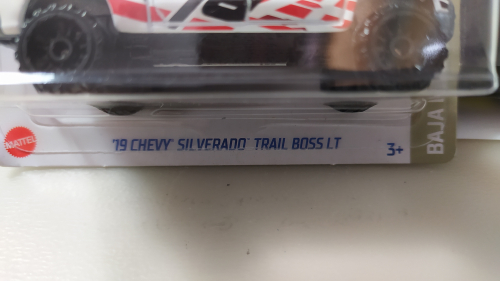 MATTEL
'19 CHEVY SILVERADO TRAIL BOSS LT
3+
BAJA